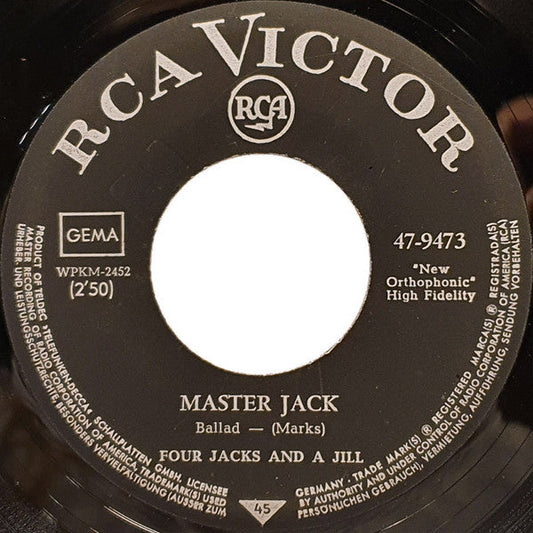 RCA VICTOR
RCA
GEMA
WPKM-2452
(2'50)
47-9473
"New
Orthophonic"
High Fidelity
MASTER JACK
Ballad — (Marks)
FOUR JACKS AND A JILL
45
PRODUCT OF TELDEC »TELEFUNKEN-DECCA« SCHALLPLATTEN GMBH. LICENSEE
MASTER RECORDING OF RADIO CORPORATION OF AMERICA, TRADEMARK(S) USED
URHEBER- UND LEISTUNGSSCHUTZRECHTE, BESONDERS VERVIELFÄLTIGUNG (AUSSER ZUM
GERMANY · TRADE MARK(S) ® REGISTERED MARCA(S) ® REGISTRADA(S)
BY AUTHORITY AND UNDER CONTROL OF RADIO CORPORATION OF AMERICA (RCA)
PERSÖNLICHEN GEBRAUCH), VERMIETUNG, AUFFÜHRUNG, SENDUNG VORBEHALTEN